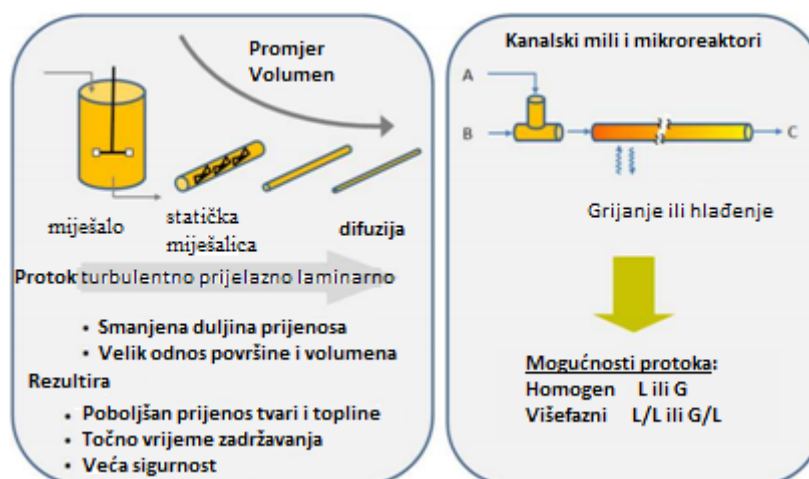 Promjer
Volumen
miješalo
statička
miješalica
difuzija
Protok turbulentno prijelazno laminarno
• Smanjena duljina prijenosa
• Velik odnos površine i volumena
Rezultira
• Poboljšan prijenos tvari i topline
• Točno vrijeme zadržavanja
• Veća sigurnost
Kanalski mili i mikroreaktori
A
B
C
Grijanje ili hlađenje
Mogućnosti protoka:
Homogen L ili G
Višefazni L/L ili G/L